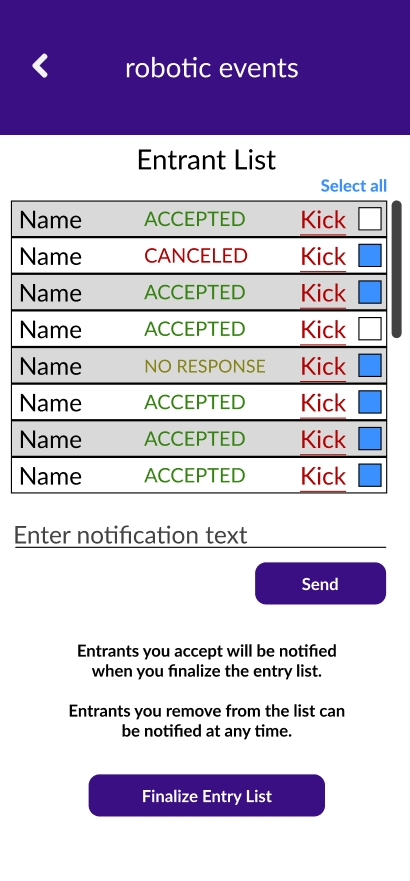 robotic events
Entrant List
Select all
Name ACCEPTED Kick
Name CANCELED Kick
Name ACCEPTED Kick
Name ACCEPTED Kick
Name NO RESPONSE Kick
Name ACCEPTED Kick
Name ACCEPTED Kick
Name ACCEPTED Kick
Enter notification text
Send
Entrants you accept will be notified
when you finalize the entry list.
Entrants you remove from the list can
be notified at any time.
Finalize Entry List